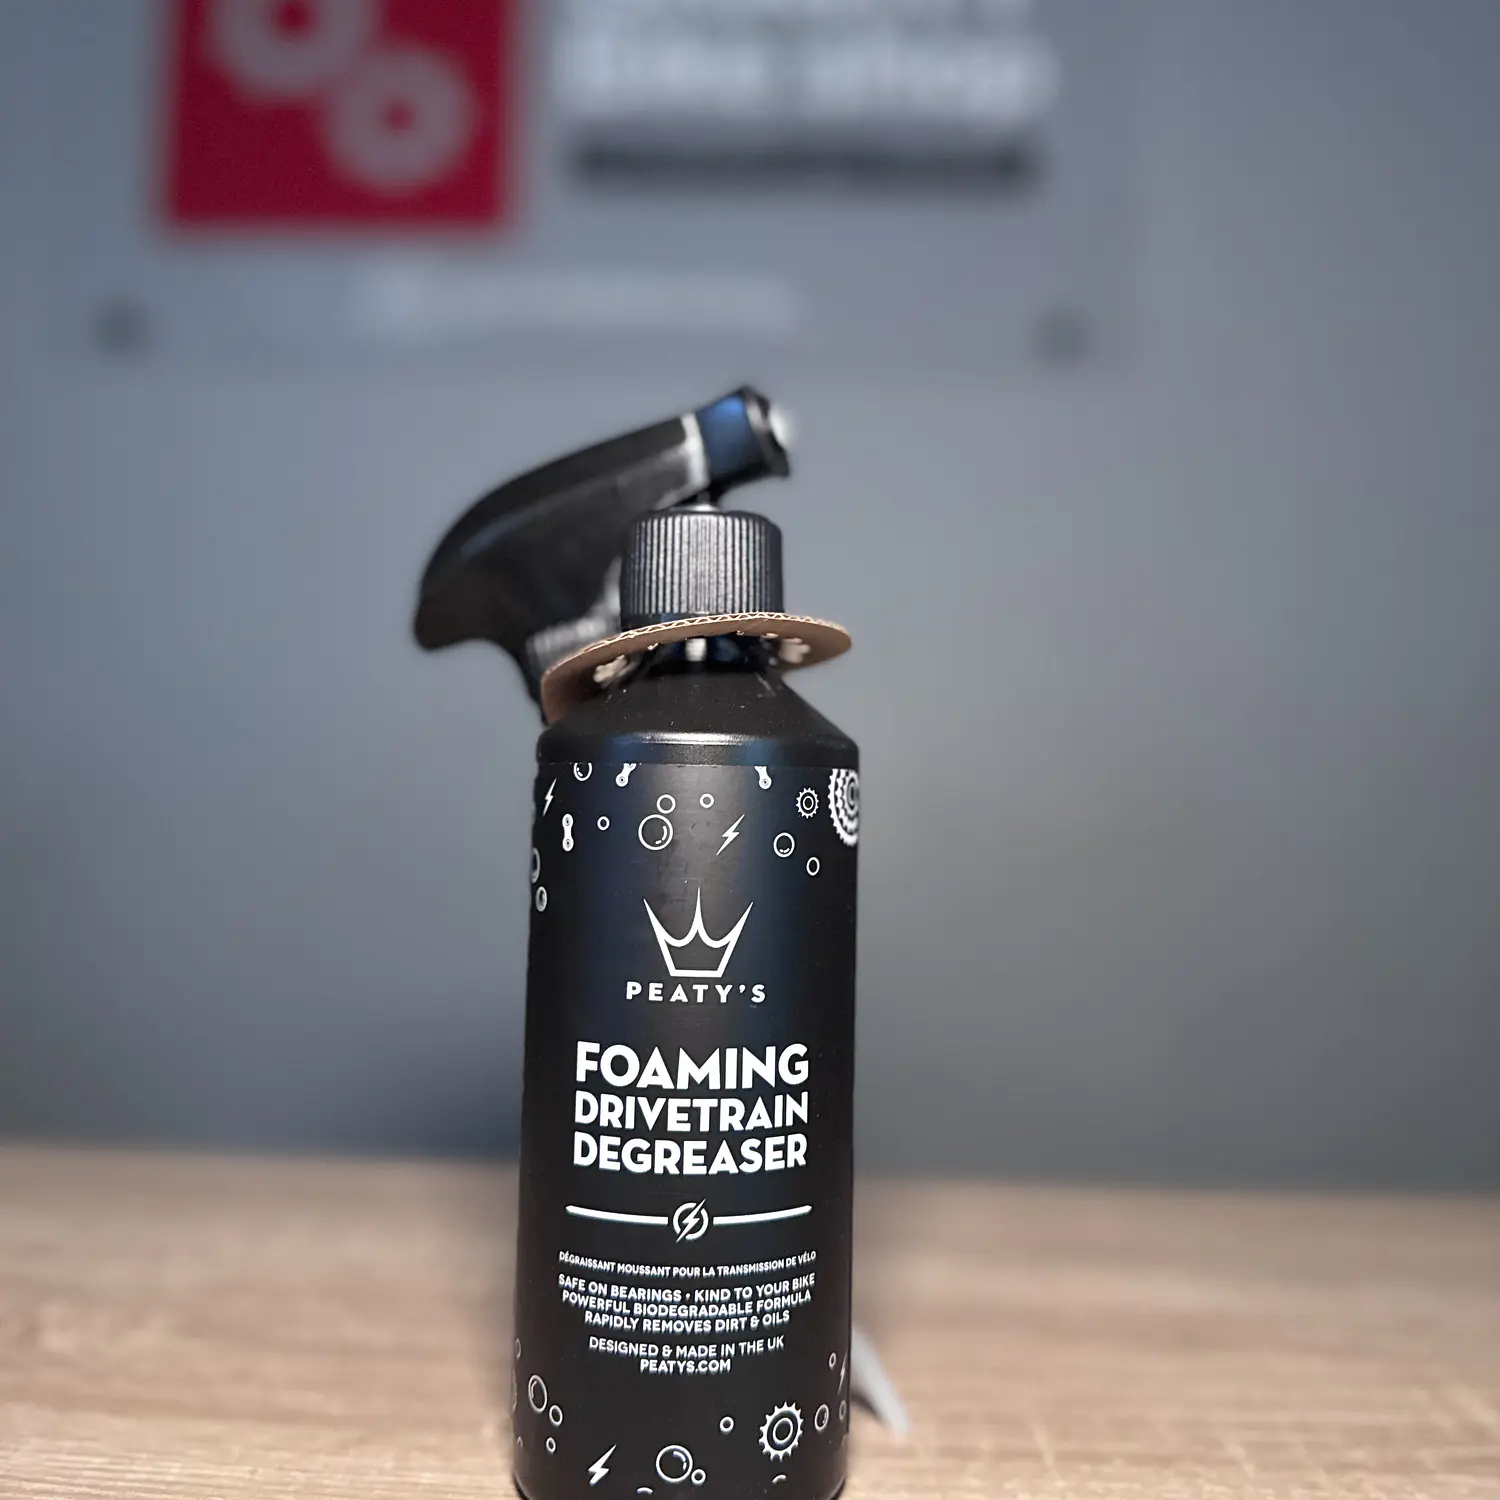 PEATY'S
FOAMING
DRIVETRAIN
DEGREASER
DÉGRAISSANT MOUSSANT POUR LA TRANSMISSION DE VÉLO
SAFE ON BEARINGS • KIND TO YOUR BIKE
POWERFUL BIODEGRADABLE FORMULA
RAPIDLY REMOVES DIRT & OILS
DESIGNED & MADE IN THE UK
PEATYS.COM